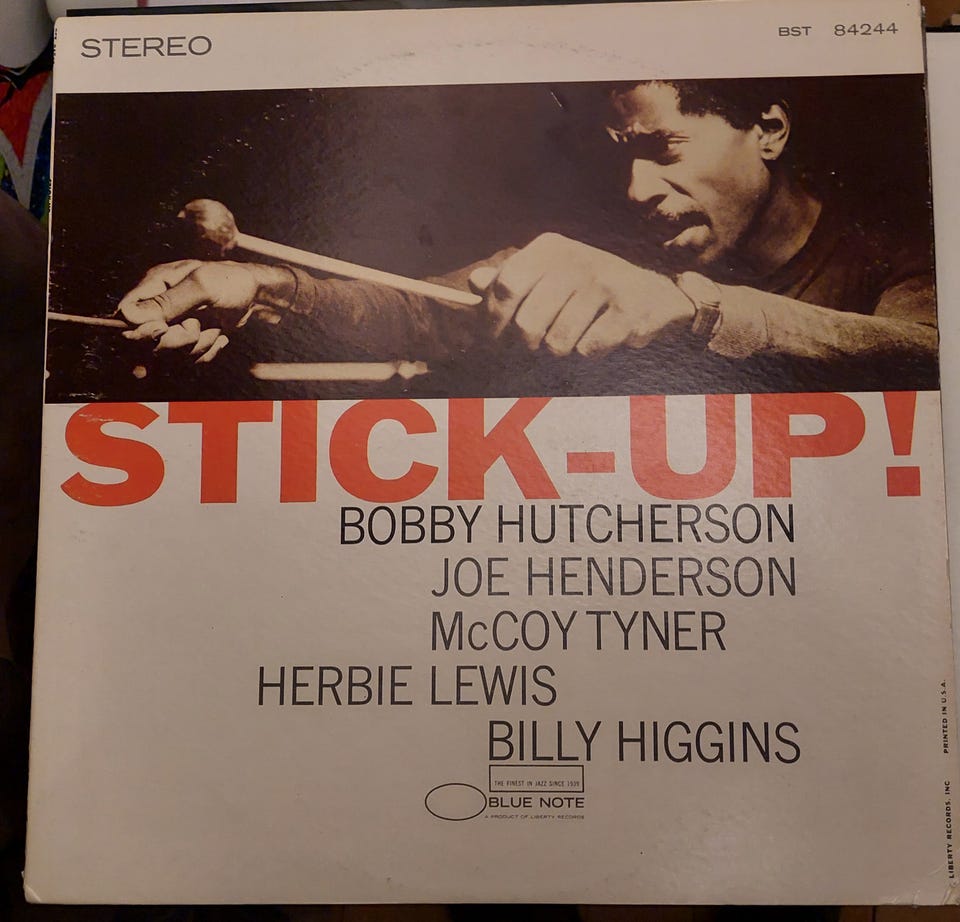 STEREO
BST 84244
STICK-UP!
BOBBY HUTCHERSON
JOE HENDERSON
McCOY TYNER
HERBIE LEWIS
BILLY HIGGINS
THE FINEST IN JAZZ SINCE 1939
BLUE NOTE
A PRODUCT OF LIBERTY RECORDS
LIBERTY RECORDS, INC
PRINTED IN U.S.A.